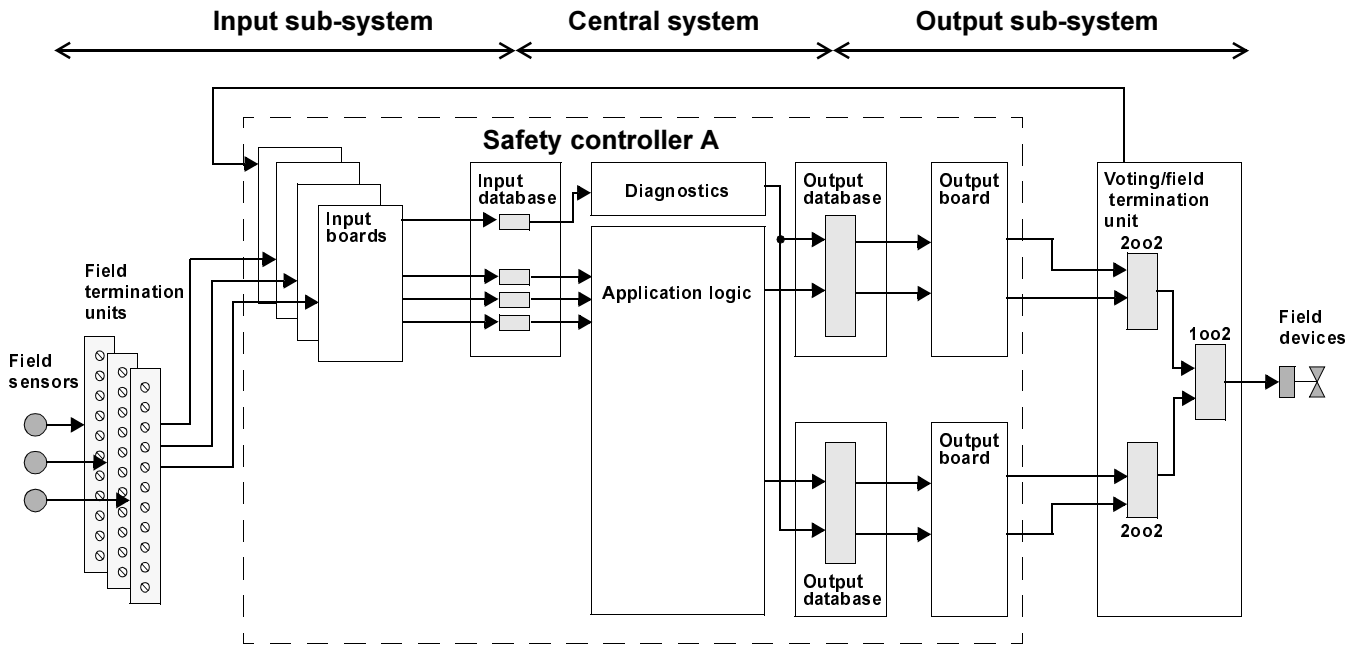 Input sub-system
Central system
Output sub-system
Safety controller A
Input
boards
Input
database
Diagnostics
Application logic
Output
database
Output
board
Voting/field
termination
unit
2oo2
1oo2
Field
devices
Field
termination
units
Field
sensors
Output
board
2oo2
Output
database